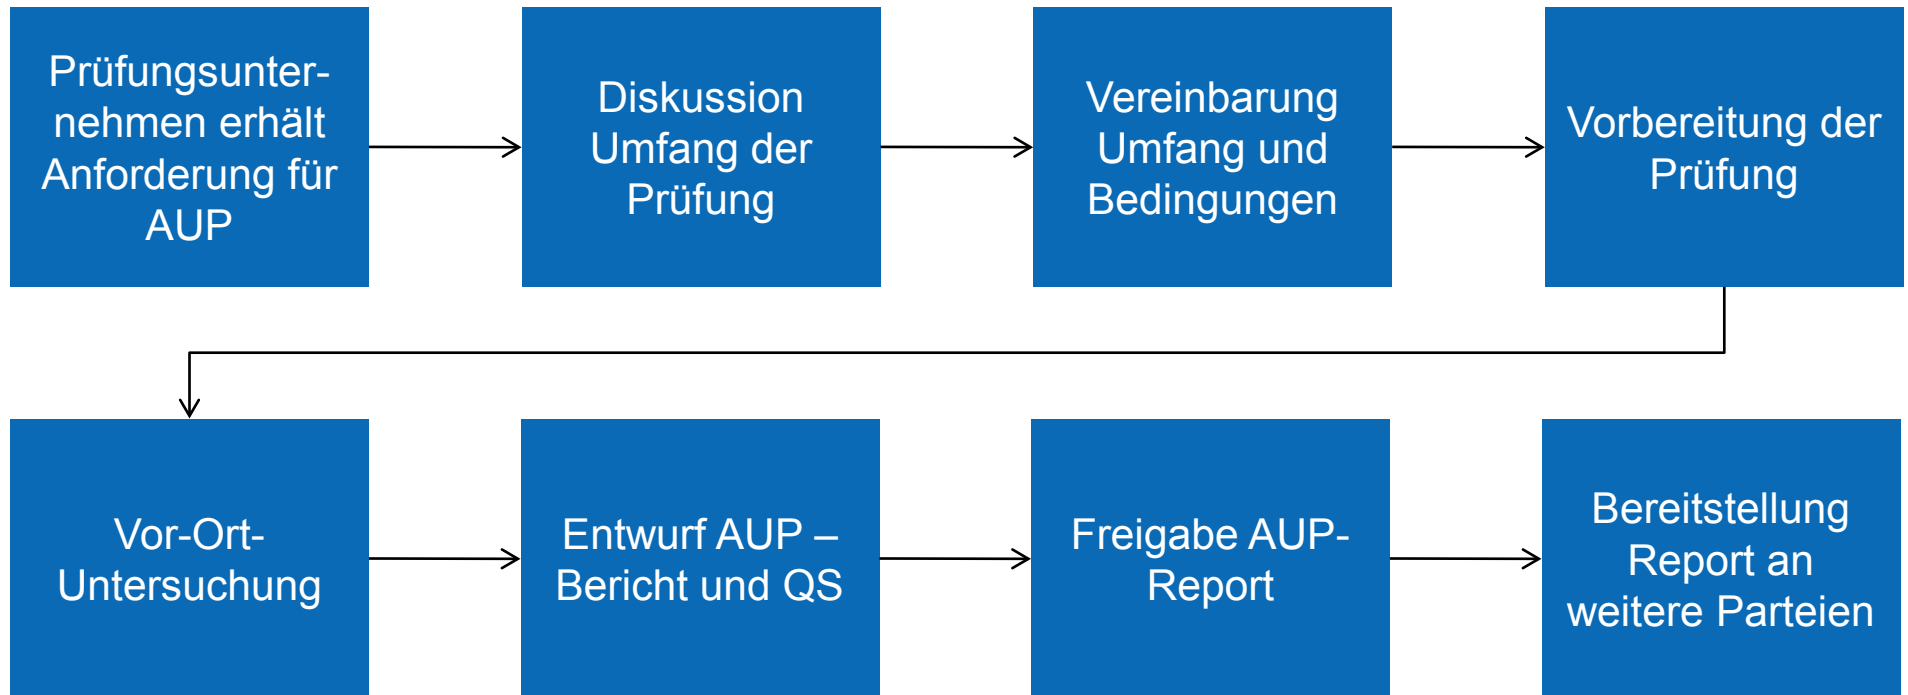 Prüfungsunter-
nehmen erhält
Anforderung für
AUP
Diskussion
Umfang der
Prüfung
Vereinbarung
Umfang und
Bedingungen
Vorbereitung der
Prüfung
Vor-Ort-
Untersuchung
Entwurf AUP –
Bericht und QS
Freigabe AUP-
Report
Bereitstellung
Report an
weitere Parteien